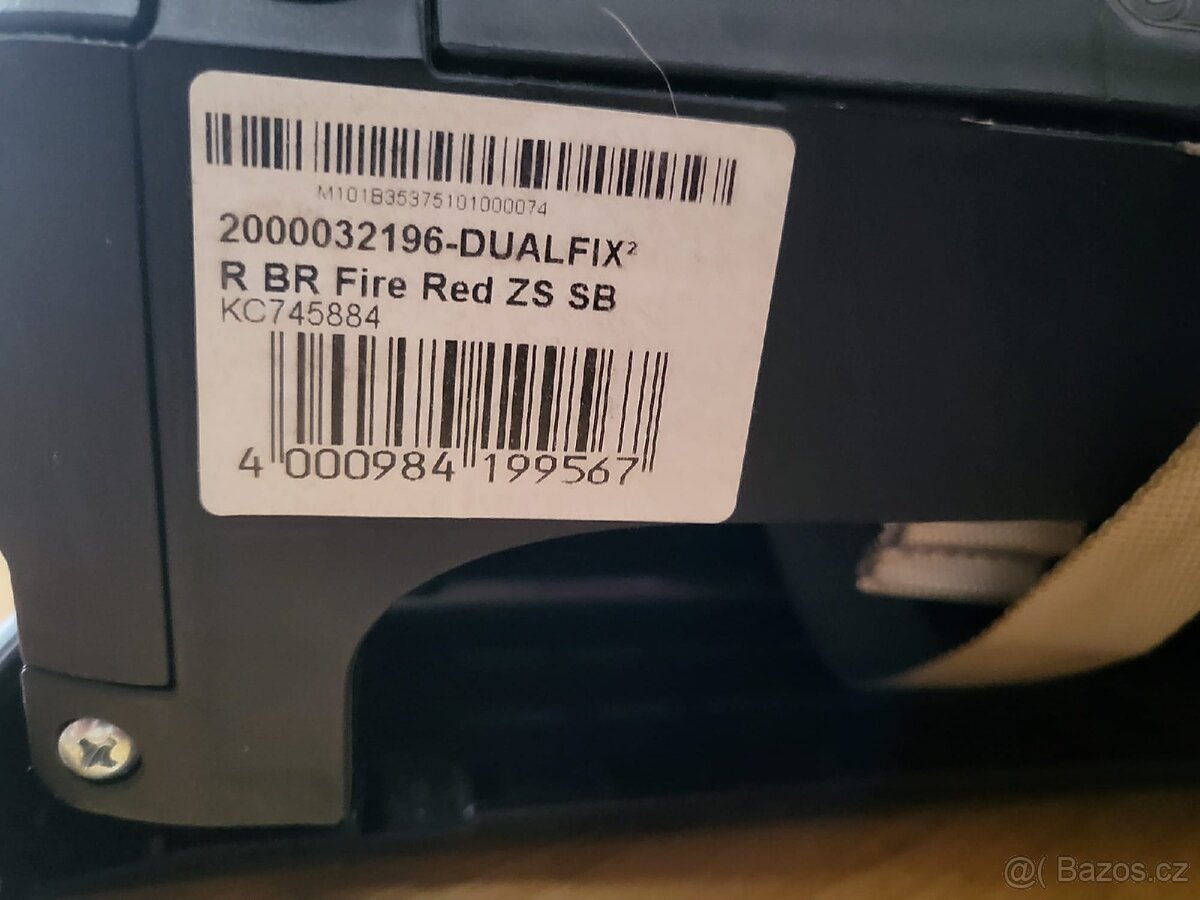 M101B35375101000074
2000032196-DUALFIX²
R BR Fire Red ZS SB
KC745884
4 000984 199567
@( Bazos.cz